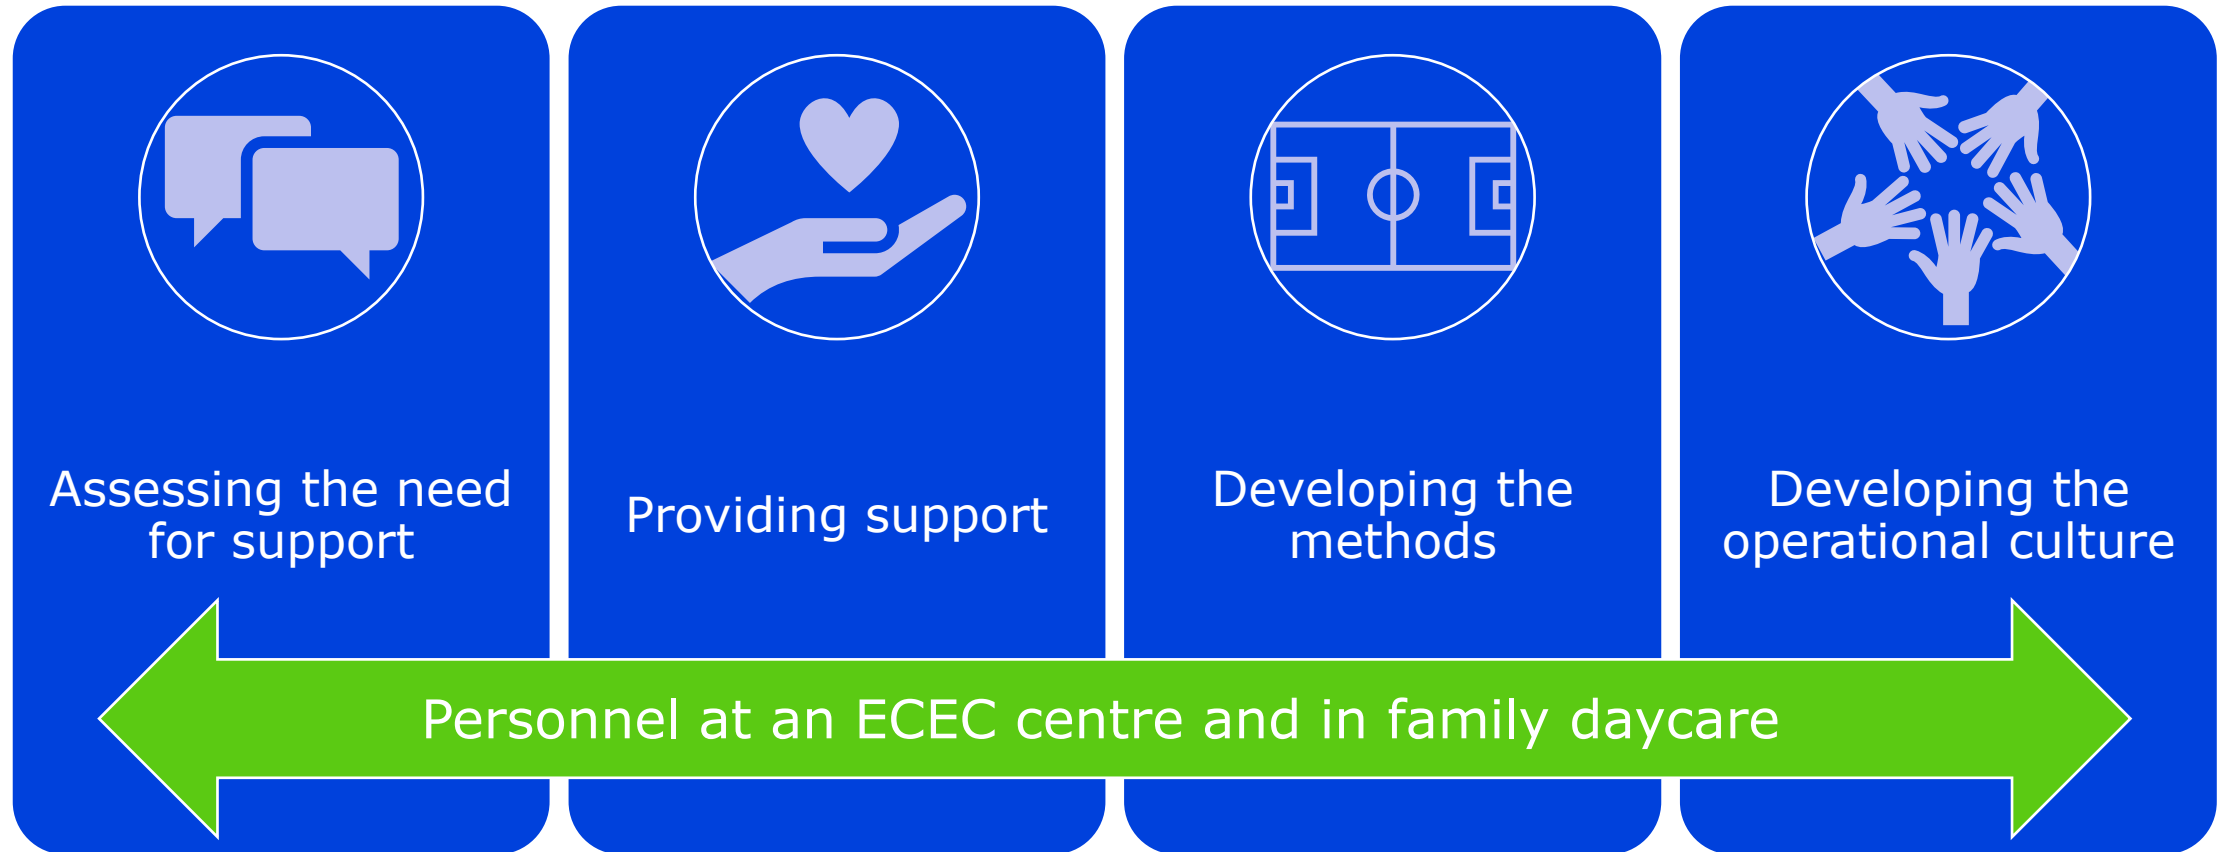 Assessing the need
for support
Providing support
Developing the
methods
Developing the
operational culture
Personnel at an ECEC centre and in family daycare